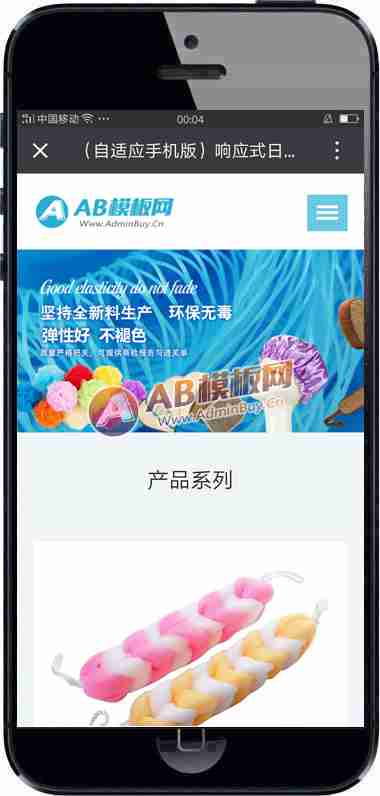 中国移动
00:04
（自适应手机版）响应式日...
AB模板网
Www.AdminBuy.Cn
Good elasticity do not fade
坚持全新料生产 环保无毒
弹性好 不褪色
AB模板网
AdminBuy.Cn
产品系列